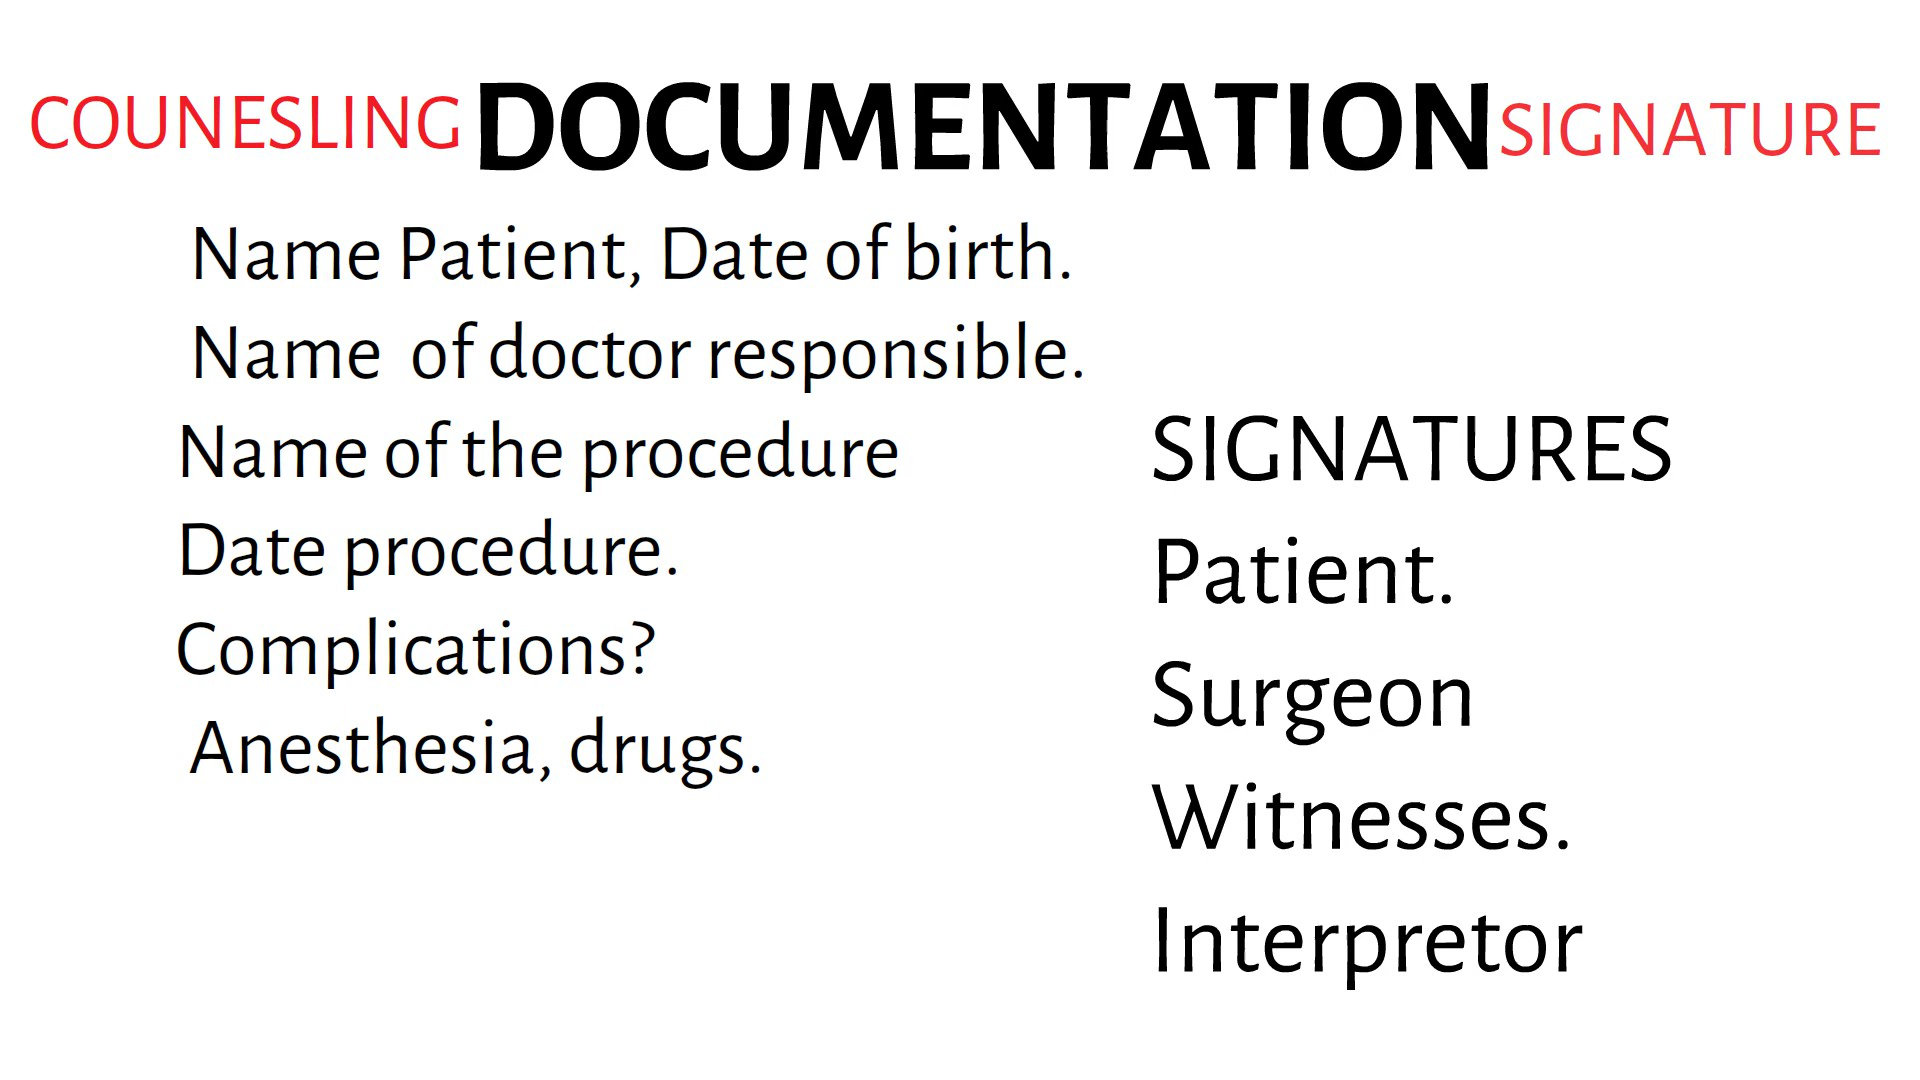 COUNESLING DOCUMENTATION SIGNATURE
Name Patient, Date of birth.
Name of doctor responsible.
Name of the procedure
Date procedure.
Complications?
Anesthesia, drugs.
SIGNATURES
Patient.
Surgeon
Witnesses.
Interpretor